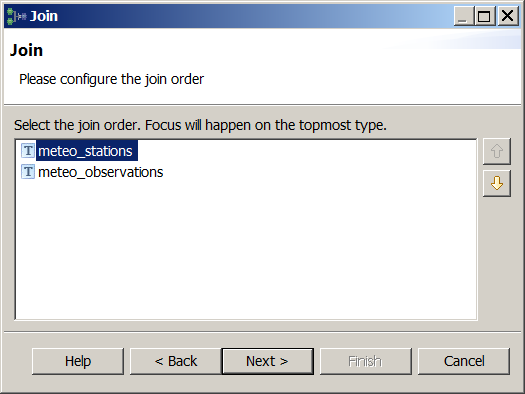 Join
Join
Please configure the join order
Select the join order. Focus will happen on the topmost type.
T meteo_stations
T meteo_observations
Help
< Back
Next >
Finish
Cancel